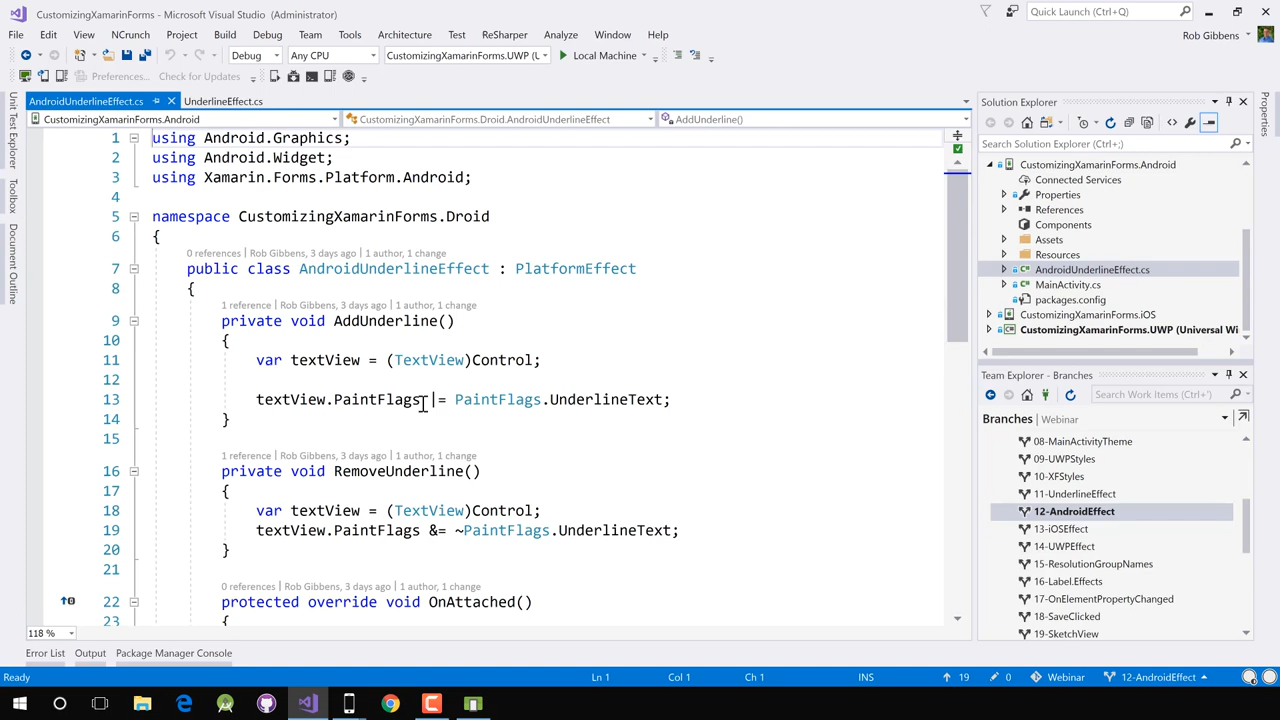 CustomizingXamarinForms - Microsoft Visual Studio (Administrator)
Quick Launch (Ctrl+Q)
File Edit View NCrunch Project Build Debug Team Tools Architecture Test ReSharper Analyze Window Help
Rob Gibbens
Debug Any CPU CustomizingXamarinForms.UWP (U Local Machine
Preferences... Check for Updates
Unit Test Explorer
Toolbox
Document Outline
AndroidUnderlineEffect.cs UnderlineEffect.cs
CustomizingXamarinForms.Android CustomizingXamarinForms.Droid.AndroidUnderlineEffect AddUnderline()
1 using Android.Graphics;
2 using Android.Widget;
3 using Xamarin.Forms.Platform.Android;
4
5 namespace CustomizingXamarinForms.Droid
6 {
0 references | Rob Gibbens, 3 days ago | 1 author, 1 change
7 public class AndroidUnderlineEffect : PlatformEffect
8 {
1 reference | Rob Gibbens, 3 days ago | 1 author, 1 change
9 private void AddUnderline()
10 {
11 var textView = (TextView)Control;
12
13 textView.PaintFlags |= PaintFlags.UnderlineText;
14 }
15
1 reference | Rob Gibbens, 3 days ago | 1 author, 1 change
16 private void RemoveUnderline()
17 {
18 var textView = (TextView)Control;
19 textView.PaintFlags &= ~PaintFlags.UnderlineText;
20 }
21
0 references | Rob Gibbens, 3 days ago | 1 author, 1 change
22 protected override void OnAttached()
23 {
118 %
Solution Explorer
Search Solution Explorer (Ctrl+;)
CustomizingXamarinForms.Android
Connected Services
Properties
References
Components
Assets
Resources
AndroidUnderlineEffect.cs
MainActivity.cs
packages.config
CustomizingXamarinForms.iOS
CustomizingXamarinForms.UWP (Universal Wi
Team Explorer - Branches
Search Work Items (Ctrl+')
Branches | Webinar
08-MainActivityTheme
09-UWPStyles
10-XFStyles
11-UnderlineEffect
12-AndroidEffect
13-iOSEffect
14-UWPEffect
15-ResolutionGroupNames
16-Label.Effects
17-OnElementPropertyChanged
18-SaveClicked
19-SketchView
Properties
Error List Output Package Manager Console
Ready Ln 1 Col 1 Ch 1 INS 19 0 Webinar 12-AndroidEffect